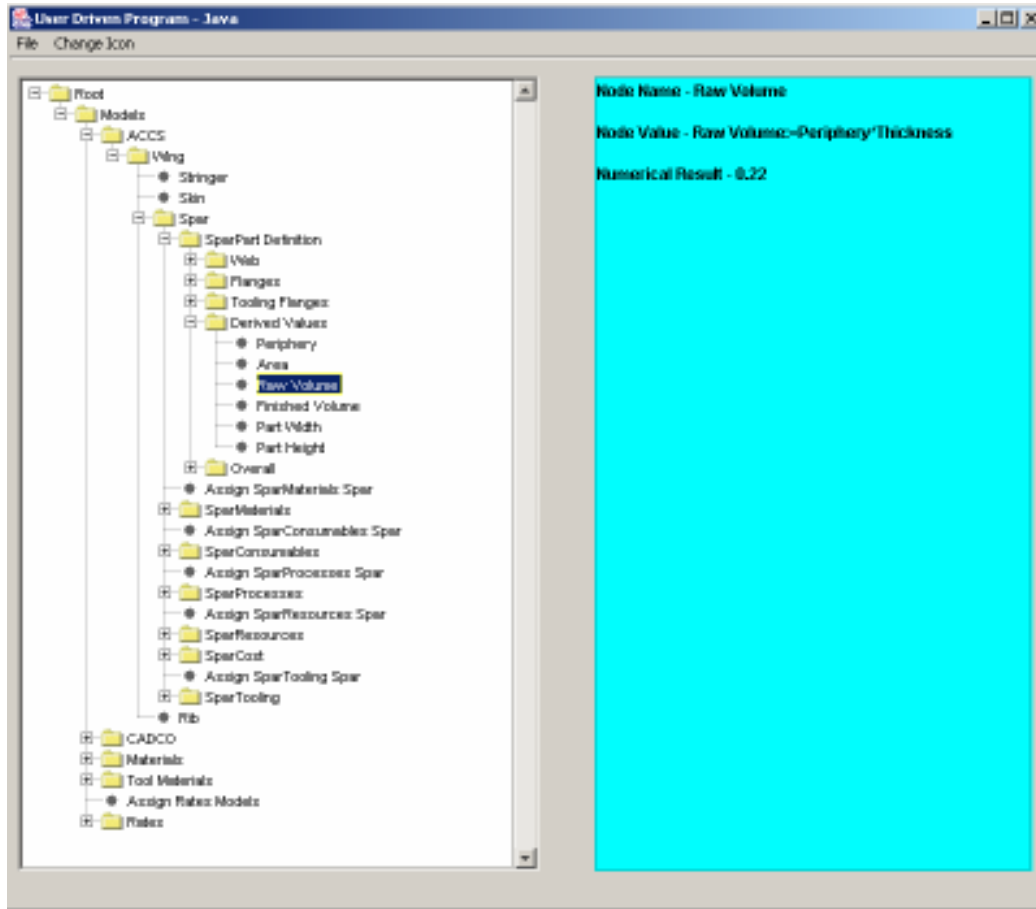 User Driven Program - Java
File Change Icon
Root
Models
ACCS
Wing
Stringer
Skin
Spar
SparPart Definition
Web
Flanges
Tooling Flanges
Derived Values
Periphery
Area
Raw Volume
Finished Volume
Part Width
Part Height
Overall
Assign SparMaterials Spar
SparMaterials
Assign SparConsumables Spar
SparConsumables
Assign SparProcesses Spar
SparProcesses
Assign SparResources Spar
SparResources
SparCost
Assign SparTooling Spar
SparTooling
Rib
CADCO
Materials
Tool Materials
Assign Rates Models
Rates
Node Name - Raw Volume
Node Value - Raw Volume:=Periphery*Thickness
Numerical Result - 0.22